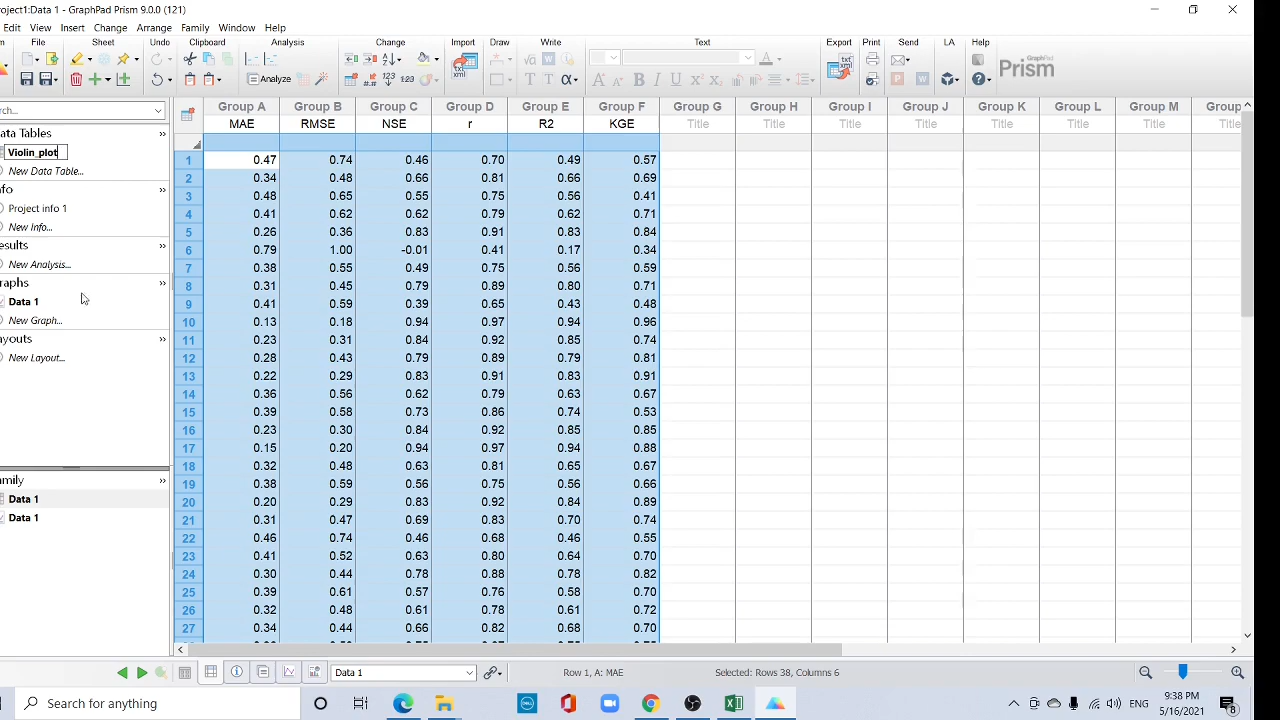 roject1:Data 1 - GraphPad Prism 9.0.0 (121)
Edit View Insert Change Arrange Family Window Help
File Sheet Undo Clipboard Analysis Change Import Draw Write Text Export Print Send LA Help
Analyze
Prism
rch...
ata Tables
Violin_plot
New Data Table...
nfo
Project info 1
New Info...
esults
New Analysis...
raphs
Data 1
New Graph...
ayouts
New Layout...
amily
Data 1
Data 1
Group A Group B Group C Group D Group E Group F Group G Group H Group I Group J Group K Group L Group M Group
MAE RMSE NSE r R2 KGE Title Title Title Title Title Title Title Title
1 0.47 0.74 0.46 0.70 0.49 0.57
2 0.34 0.48 0.66 0.81 0.66 0.69
3 0.48 0.65 0.55 0.75 0.56 0.41
4 0.41 0.62 0.62 0.79 0.62 0.71
5 0.26 0.36 0.83 0.91 0.83 0.84
6 0.79 1.00 -0.01 0.41 0.17 0.34
7 0.38 0.55 0.49 0.75 0.56 0.59
8 0.31 0.45 0.79 0.89 0.80 0.71
9 0.41 0.59 0.39 0.65 0.43 0.48
10 0.13 0.18 0.94 0.97 0.94 0.96
11 0.23 0.31 0.84 0.92 0.85 0.74
12 0.28 0.43 0.79 0.89 0.79 0.81
13 0.22 0.29 0.83 0.91 0.83 0.91
14 0.36 0.56 0.62 0.79 0.63 0.67
15 0.39 0.58 0.73 0.86 0.74 0.53
16 0.23 0.30 0.84 0.92 0.85 0.85
17 0.15 0.20 0.94 0.97 0.94 0.88
18 0.32 0.48 0.63 0.81 0.65 0.67
19 0.38 0.59 0.56 0.75 0.56 0.66
20 0.20 0.29 0.83 0.92 0.84 0.89
21 0.31 0.47 0.69 0.83 0.70 0.74
22 0.46 0.74 0.46 0.68 0.46 0.55
23 0.41 0.52 0.63 0.80 0.64 0.70
24 0.30 0.44 0.78 0.88 0.78 0.82
25 0.39 0.61 0.57 0.76 0.58 0.70
26 0.32 0.48 0.61 0.78 0.61 0.72
27 0.34 0.44 0.66 0.82 0.68 0.70
Data 1 Row 1, A: MAE Selected: Rows 38, Columns 6
Search for anything
ENG
9:38 PM
5/16/2021